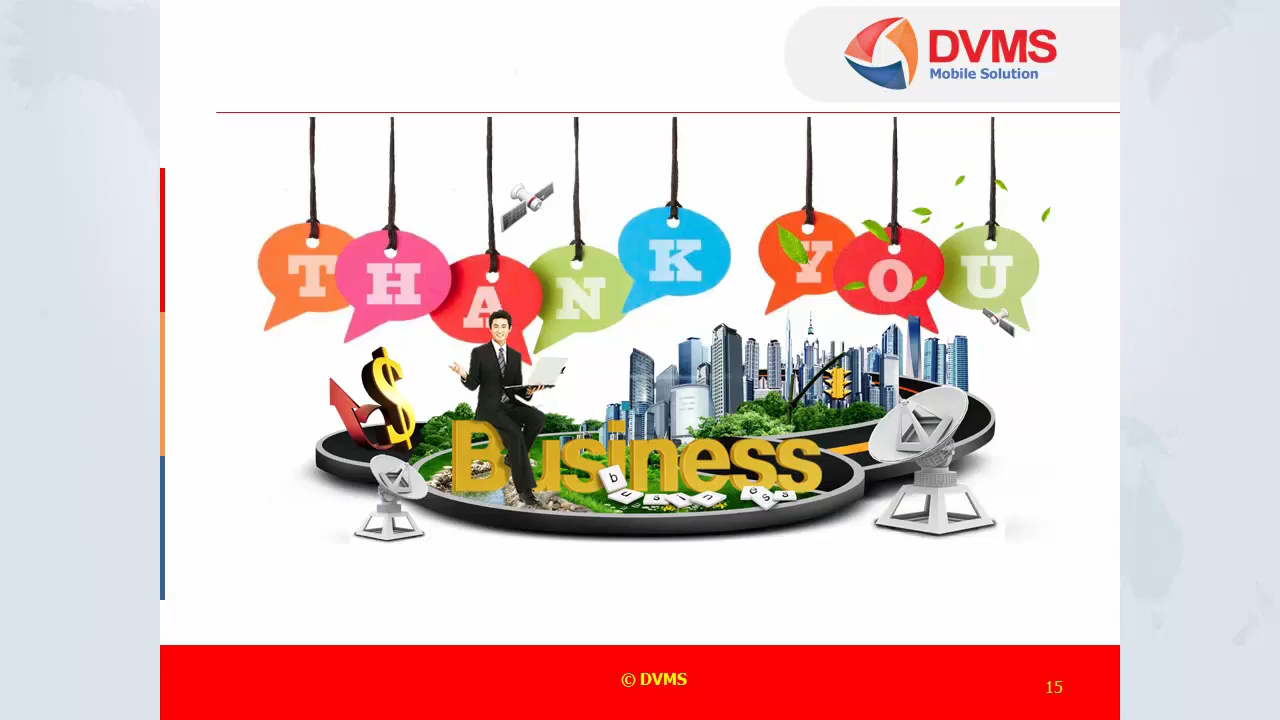 DVMS
Mobile Solution
THANK YOU
Business
business
© DVMS
15